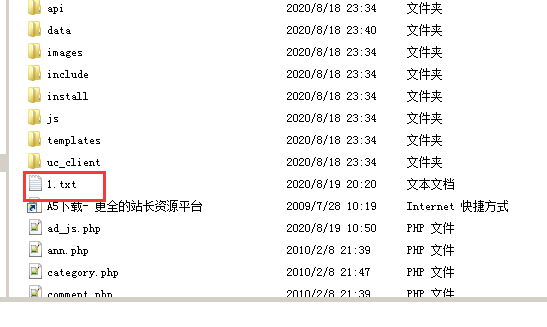 api 2020/8/18 23:34 文件夹
data 2020/8/18 23:40 文件夹
images 2020/8/18 23:34 文件夹
include 2020/8/18 23:34 文件夹
install 2020/8/18 23:34 文件夹
js 2020/8/18 23:34 文件夹
templates 2020/8/18 23:34 文件夹
uc_client 2020/8/18 23:34 文件夹
1.txt 2020/8/19 20:20 文本文档
A5下载- 更全的站长资源平台 2009/7/28 10:19 Internet 快捷方式
ad_js.php 2020/8/19 10:50 PHP 文件
ann.php 2010/2/8 21:39 PHP 文件
category.php 2010/2/8 21:47 PHP 文件
comment.php 2010/2/8 21:39 PHP 文件